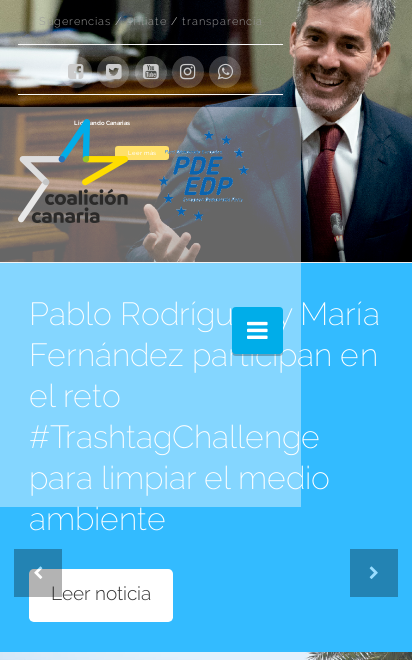 Sugerencias / afíliate / transparencia
Liderando Canarias
Leer más
coalición
canaria
PDE
EDP
Pablo Rodríguez y María
Fernández participan en
el reto
#TrashtagChallenge
para limpiar el medio
ambiente
Leer noticia